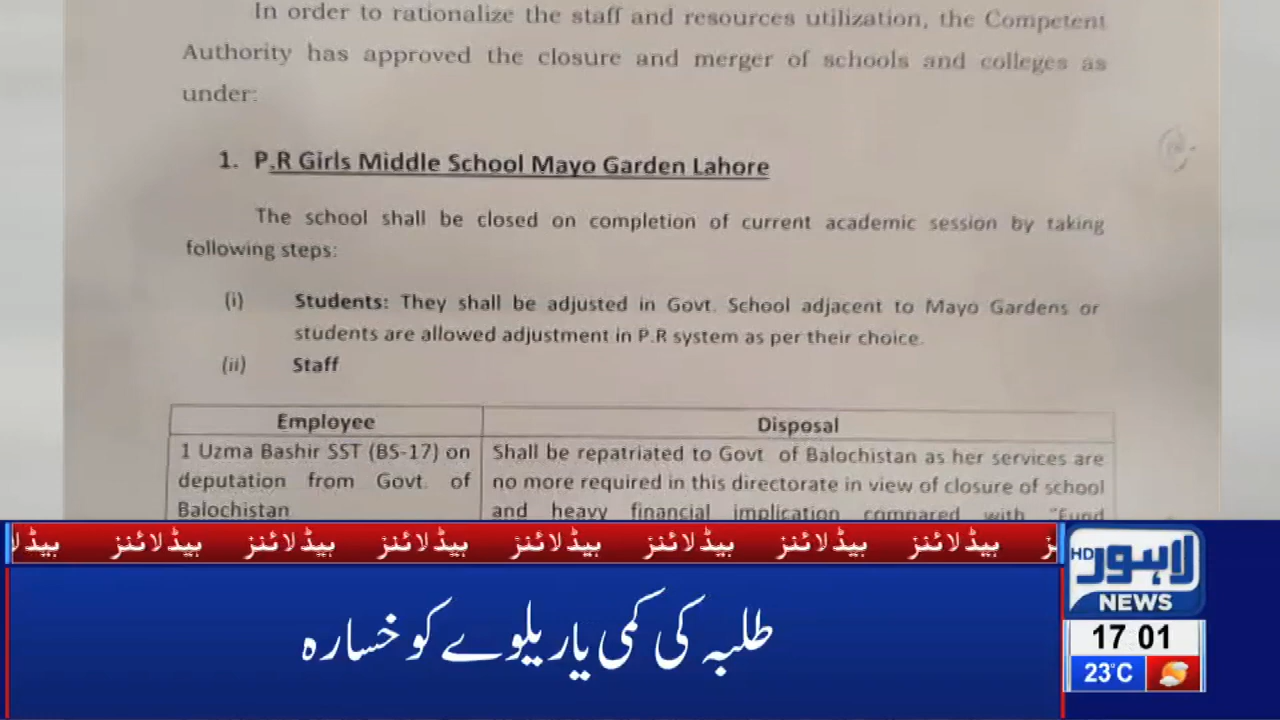 In order to rationalize the staff and resources utilization, the Competent
Authority has approved the closure and merger of schools and colleges as
under:
1. P.R Girls Middle School Mayo Garden Lahore
The school shall be closed on completion of current academic session by taking
following steps:
(i) Students: They shall be adjusted in Govt. School adjacent to Mayo Gardens or
students are allowed adjustment in P.R system as per their choice.
(ii) Staff
Employee Disposal
1 Uzma Bashir SST (BS-17) on
deputation from Govt. of
Balochistan
Shall be repatriated to Govt of Balochistan as her services are
no more required in this directorate in view of closure of school
and heavy financial implication compared with "Fund
ہیڈلائنز ہیڈلائنز ہیڈلائنز ہیڈلائنز ہیڈلائنز ہیڈلائنز ہیڈلائنز
طلبہ کی کمی یا ریلوے کو خسارہ
لاہور HD
NEWS
17 01
23°C